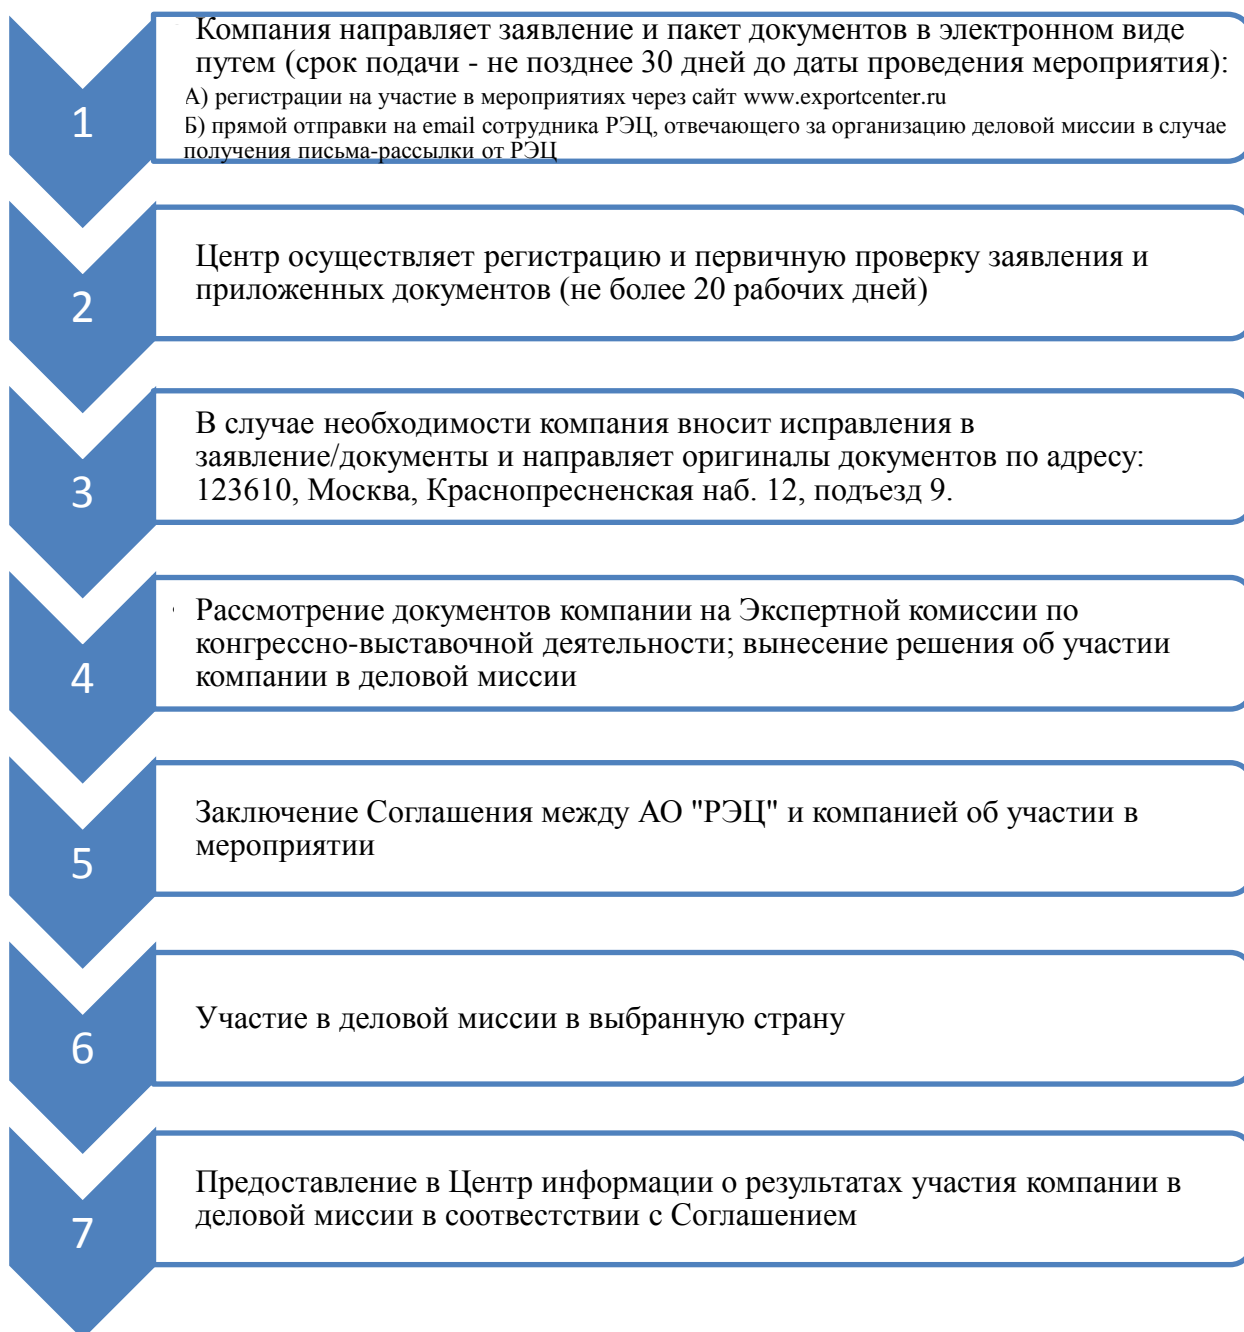 1
Компания направляет заявление и пакет документов в электронном виде
путем (срок подачи - не позднее 30 дней до даты проведения мероприятия):
А) регистрации на участие в мероприятиях через сайт www.exportcenter.ru
Б) прямой отправки на email сотрудника РЭЦ, отвечающего за организацию деловой миссии в случае
получения письма-рассылки от РЭЦ
2
Центр осуществляет регистрацию и первичную проверку заявления и
приложенных документов (не более 20 рабочих дней)
3
В случае необходимости компания вносит исправления в
заявление/документы и направляет оригиналы документов по адресу:
123610, Москва, Краснопресненская наб. 12, подъезд 9.
4
• Рассмотрение документов компании на Экспертной комиссии по
конгрессно-выставочной деятельности; вынесение решения об участии
компании в деловой миссии
5
Заключение Соглашения между АО "РЭЦ" и компанией об участии в
мероприятии
6
Участие в деловой миссии в выбранную страну
7
Предоставление в Центр информации о результатах участия компании в
деловой миссии в соотвестствии с Соглашением